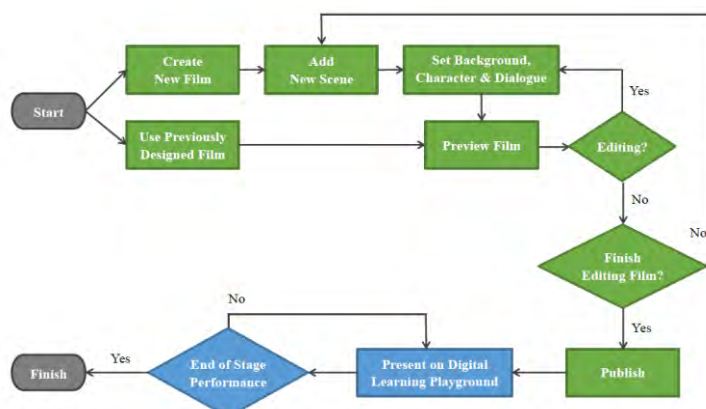 Create
New Film
Add
New Scene
Set Background,
Character & Dialogue
Yes
Start
Use Previously
Designed Film
Preview Film
Editing?
No
No
Finish
Editing Film?
No
Yes
Finish
Yes
End of Stage
Performance
Present on Digital
Learning Playground
Publish